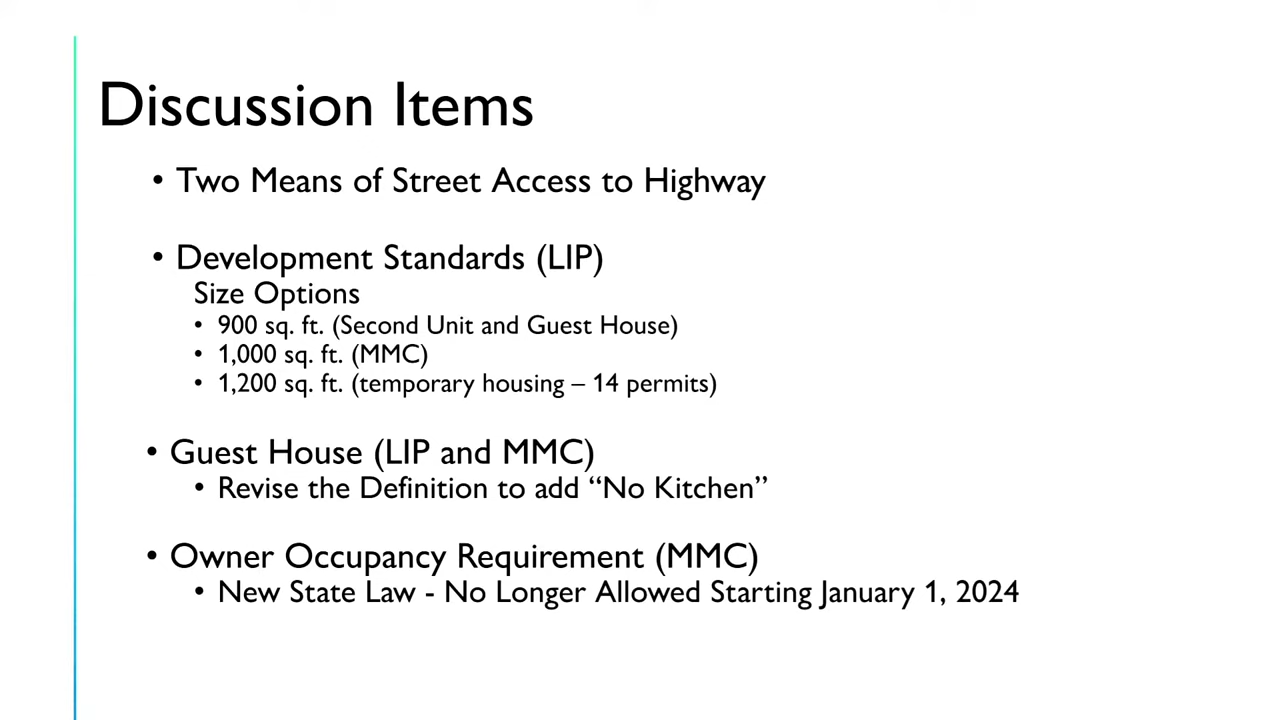 Discussion Items
• Two Means of Street Access to Highway
• Development Standards (LIP)
Size Options
• 900 sq. ft. (Second Unit and Guest House)
• 1,000 sq. ft. (MMC)
• 1,200 sq. ft. (temporary housing – 14 permits)
• Guest House (LIP and MMC)
• Revise the Definition to add “No Kitchen”
• Owner Occupancy Requirement (MMC)
• New State Law - No Longer Allowed Starting January 1, 2024